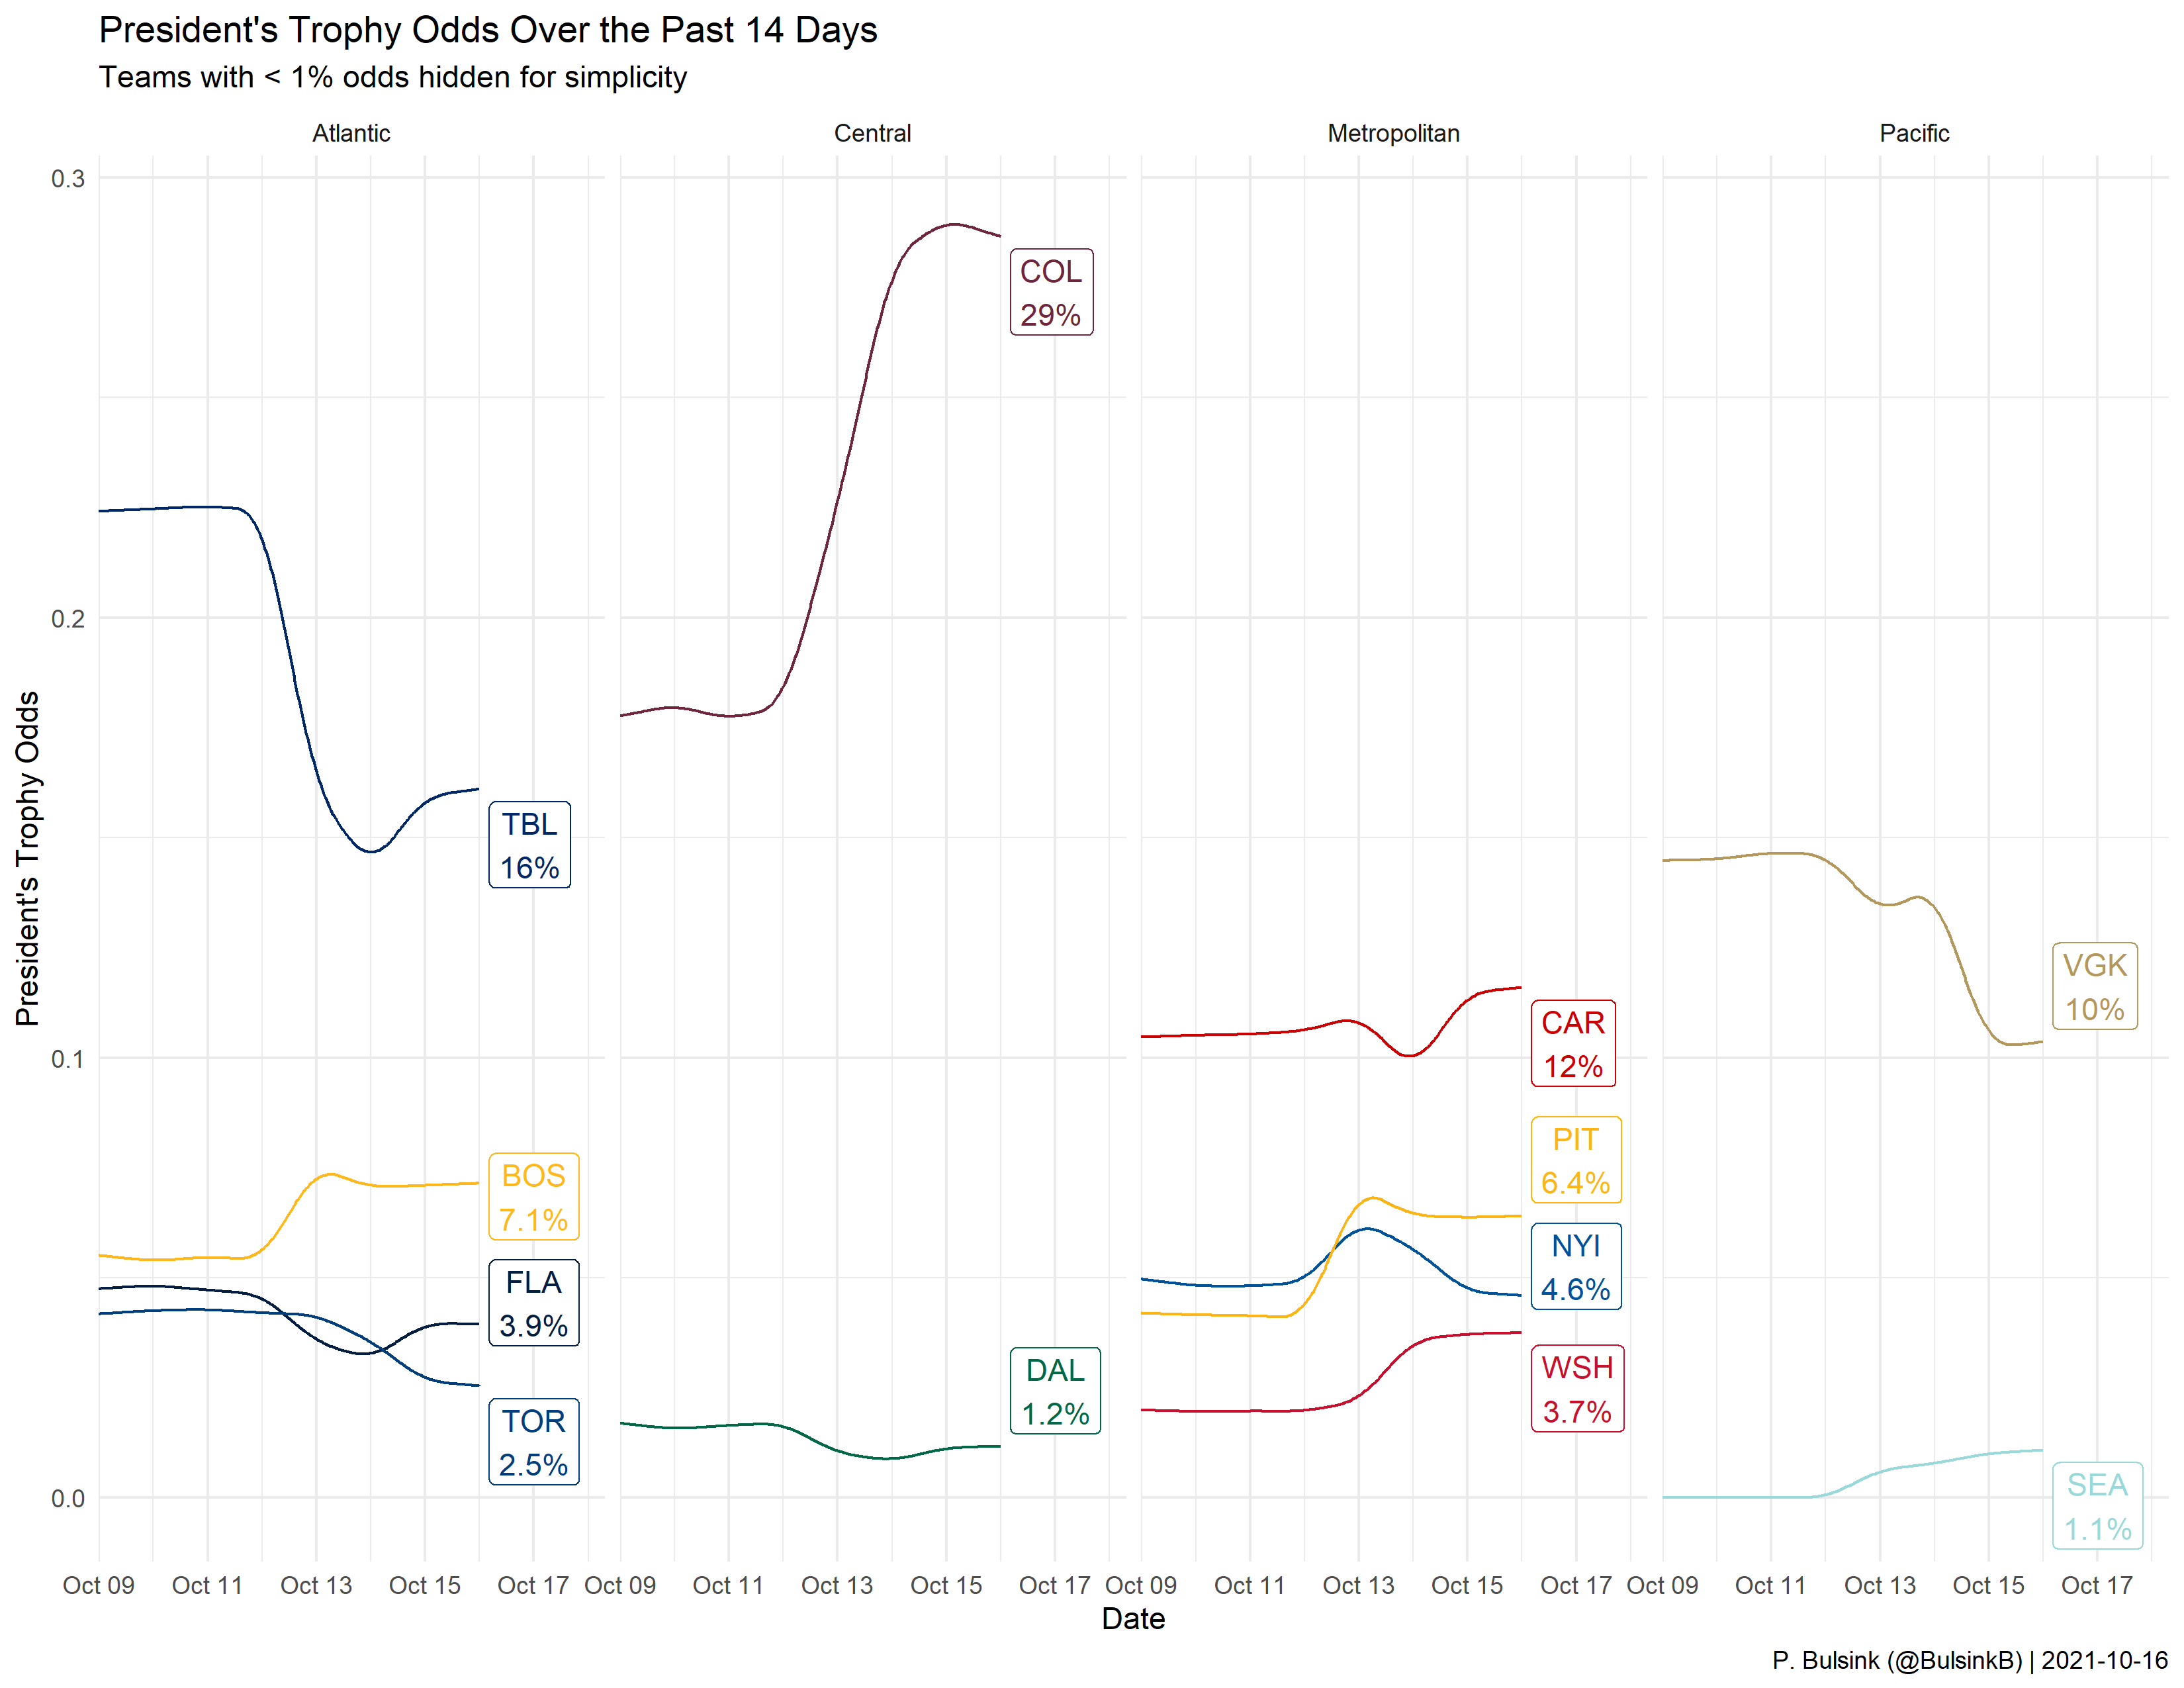 President's Trophy Odds Over the Past 14 Days
Teams with < 1% odds hidden for simplicity
Atlantic
Central
Metropolitan
Pacific
President's Trophy Odds
0.3
0.2
0.1
0.0
TBL
16%
BOS
7.1%
FLA
3.9%
TOR
2.5%
COL
29%
DAL
1.2%
CAR
12%
PIT
6.4%
NYI
4.6%
WSH
3.7%
VGK
10%
SEA
1.1%
Oct 09 Oct 11 Oct 13 Oct 15 Oct 17 Oct 09 Oct 11 Oct 13 Oct 15 Oct 17 Oct 09 Oct 11 Oct 13 Oct 15 Oct 17 Oct 09 Oct 11 Oct 13 Oct 15 Oct 17
Date
P. Bulsink (@BulsinkB) | 2021-10-16